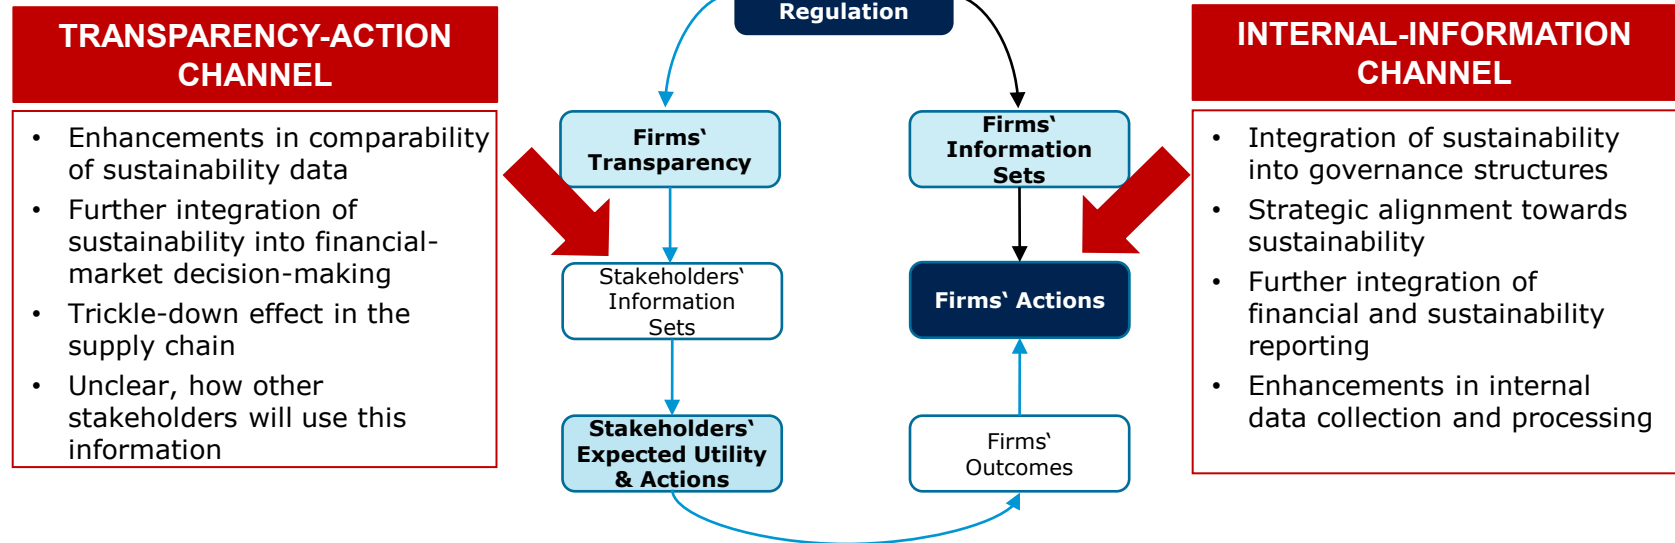 Regulation
TRANSPARENCY-ACTION
CHANNEL
• Enhancements in comparability
of sustainability data
• Further integration of
sustainability into financial-
market decision-making
• Trickle-down effect in the
supply chain
• Unclear, how other
stakeholders will use this
information
Firms‘
Transparency
Stakeholders‘
Information
Sets
Stakeholders‘
Expected Utility
& Actions
Firms‘
Information
Sets
Firms‘ Actions
Firms‘
Outcomes
INTERNAL-INFORMATION
CHANNEL
• Integration of sustainability
into governance structures
• Strategic alignment towards
sustainability
• Further integration of
financial and sustainability
reporting
• Enhancements in internal
data collection and processing